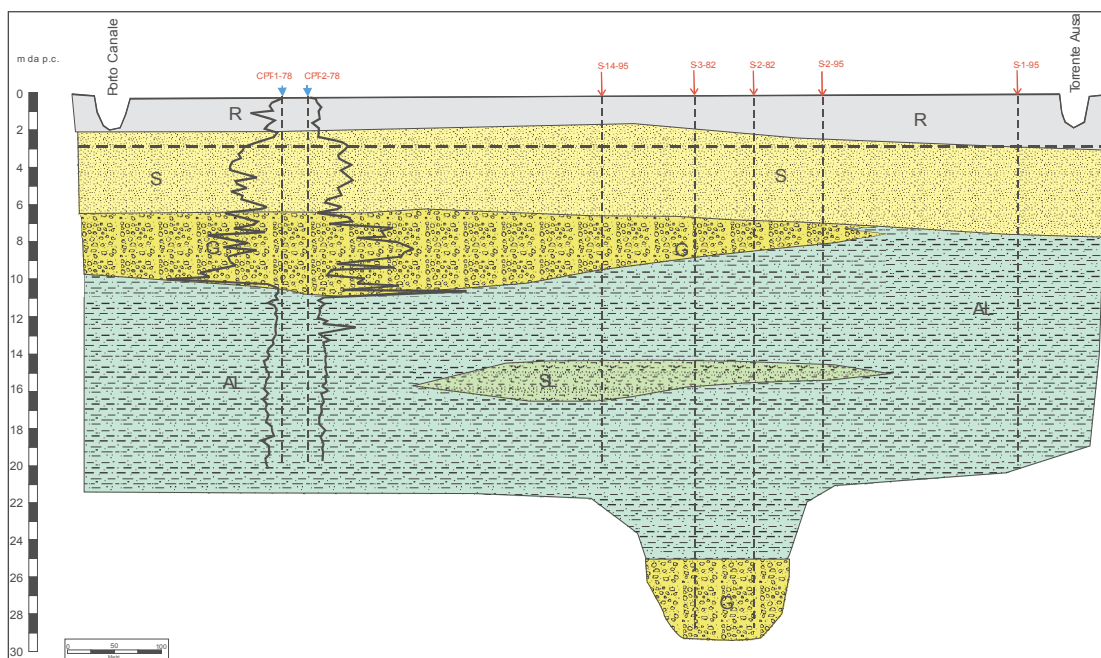 Porto Canale
Torrente Ausa
m da p.c.
CPT-1-78
CPT-2-78
S-14-95
S-3-82
S-2-82
S-2-95
S-1-95
0
2
4
6
8
10
12
14
16
18
20
21
22
24
26
28
30
R
R
S
S
G
G
AL
AL
SL
G
0 50 100
Metri